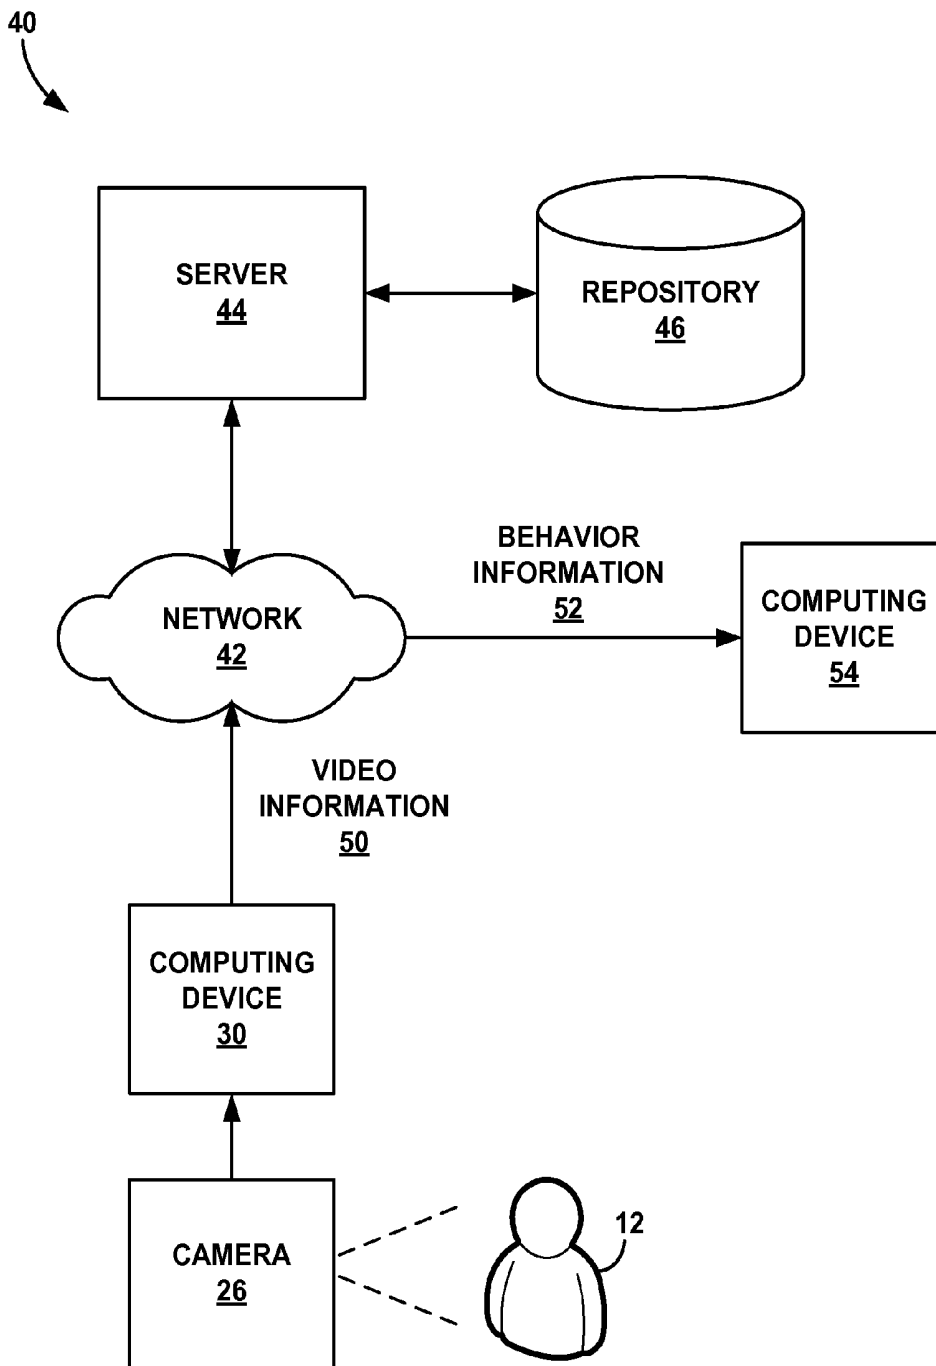 40
SERVER
44
REPOSITORY
46
BEHAVIOR
INFORMATION
52
NETWORK
42
COMPUTING
DEVICE
54
VIDEO
INFORMATION
50
COMPUTING
DEVICE
30
CAMERA
26
12